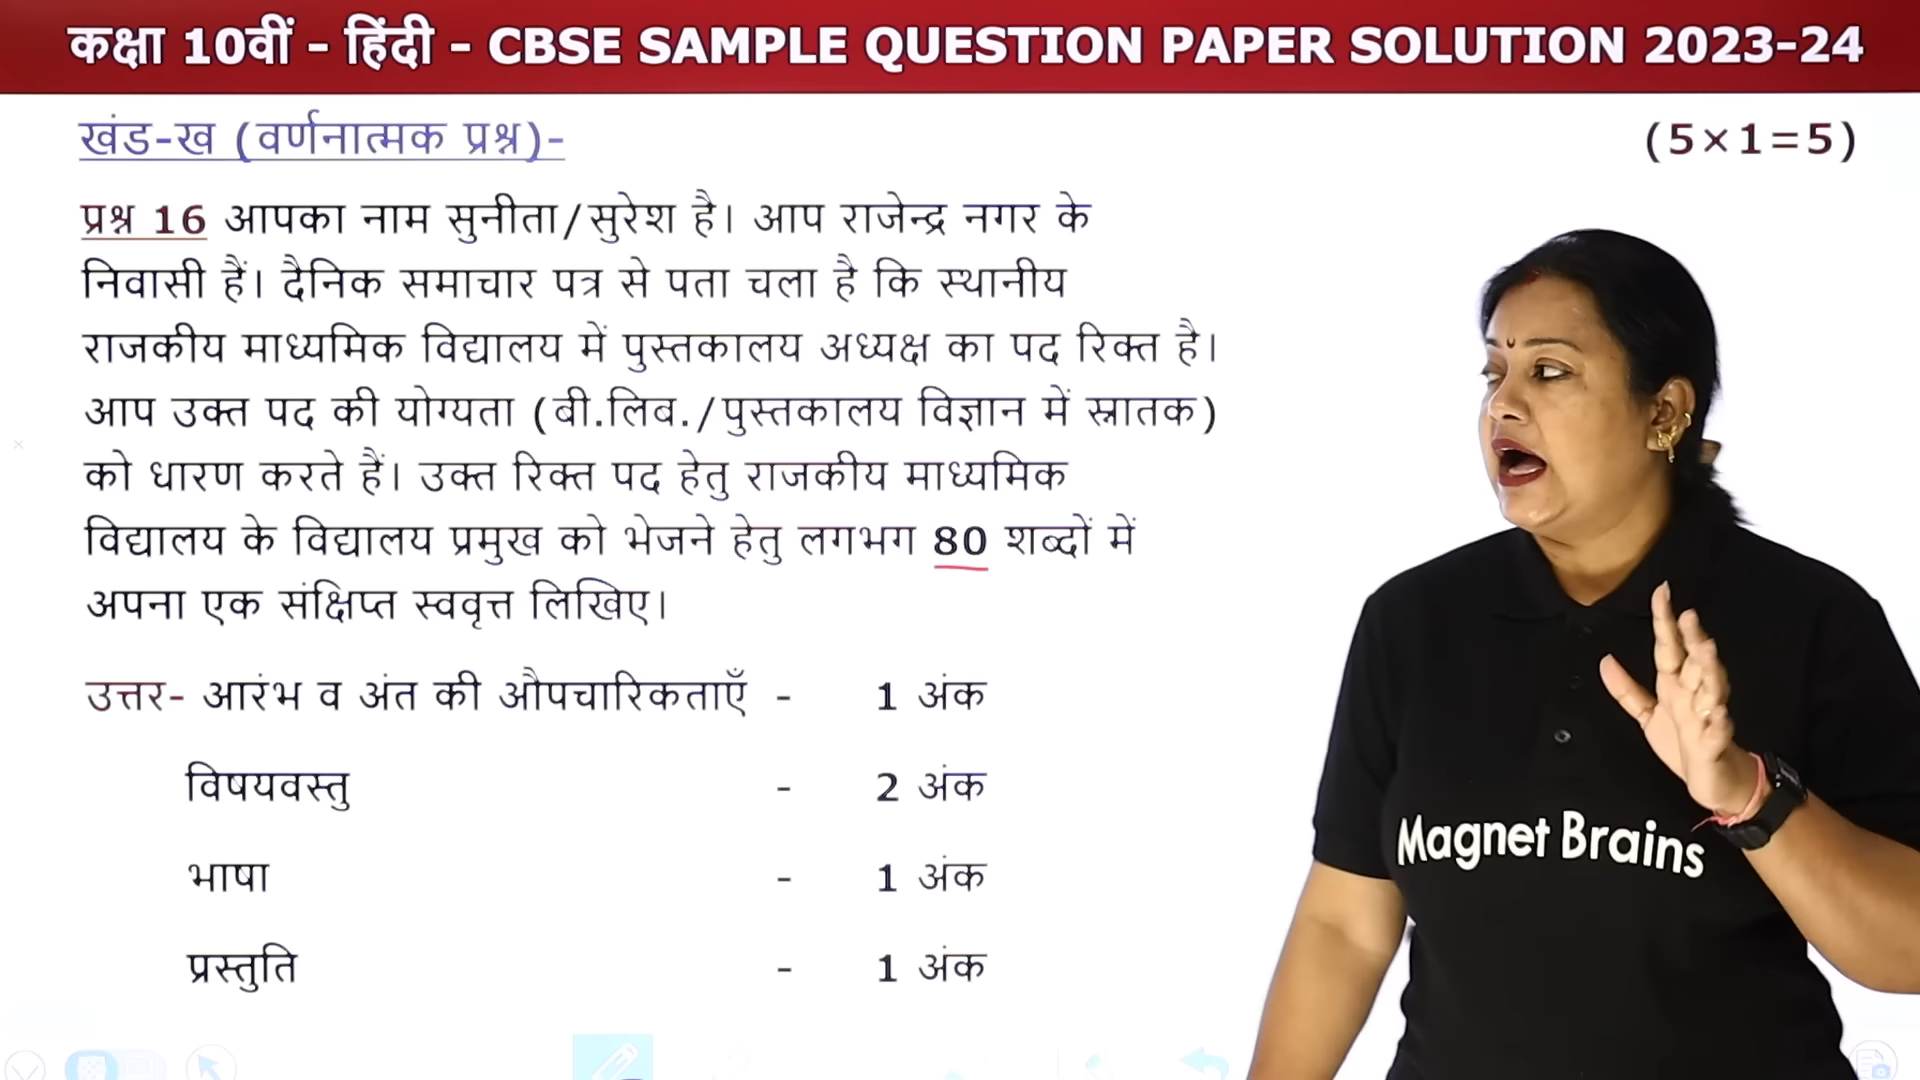 कक्षा 10वीं - हिंदी - CBSE SAMPLE QUESTION PAPER SOLUTION 2023-24
खंड-ख (वर्णनात्मक प्रश्न)- (5×1=5)
प्रश्न 16 आपका नाम सुनीता/सुरेश है। आप राजेन्द्र नगर के
निवासी हैं। दैनिक समाचार पत्र से पता चला है कि स्थानीय
राजकीय माध्यमिक विद्यालय में पुस्तकालय अध्यक्ष का पद रिक्त है।
आप उक्त पद की योग्यता (बी.लिब./पुस्तकालय विज्ञान में स्नातक)
को धारण करते हैं। उक्त रिक्त पद हेतु राजकीय माध्यमिक
विद्यालय के विद्यालय प्रमुख को भेजने हेतु लगभग 80 शब्दों में
अपना एक संक्षिप्त स्ववृत्त लिखिए।
उत्तर- आरंभ व अंत की औपचारिकताएँ - 1 अंक
विषयवस्तु - 2 अंक
भाषा - 1 अंक
प्रस्तुति - 1 अंक
Magnet Brains